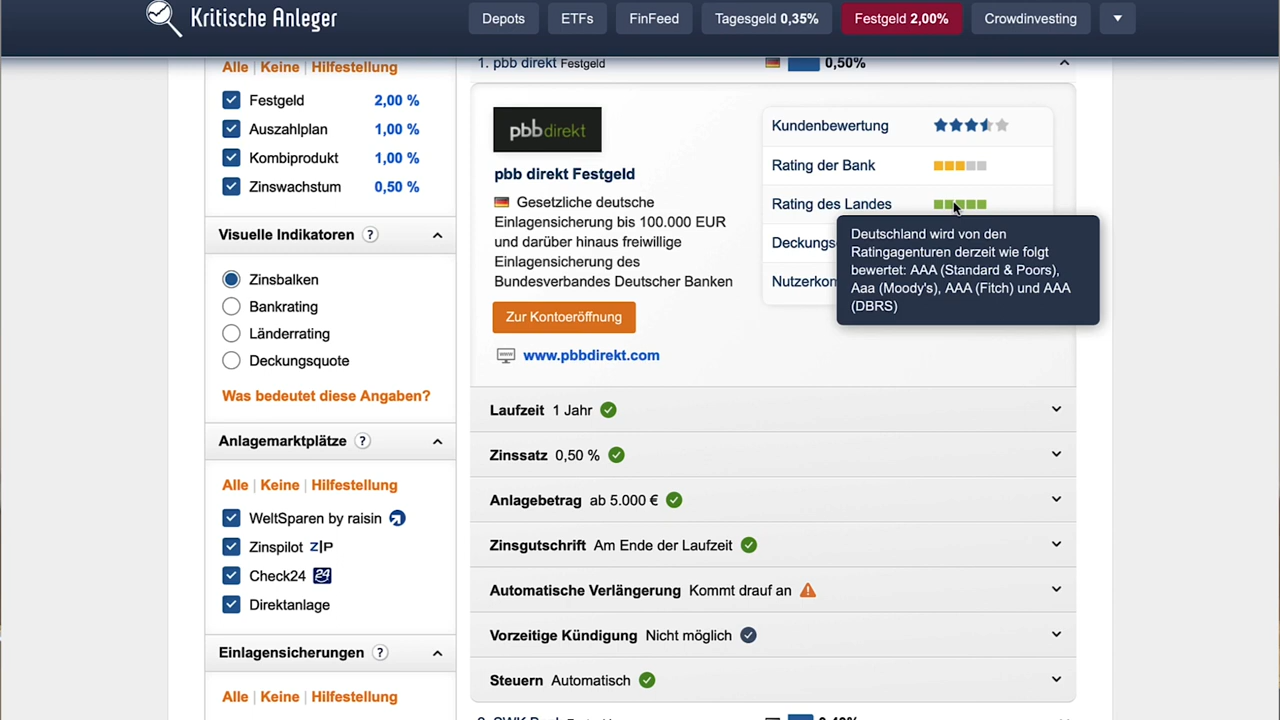 Kritische Anleger
Depots
ETFs
FinFeed
Tagesgeld 0,35%
Festgeld 2,00%
Crowdinvesting
Alle | Keine | Hilfestellung
Festgeld 2,00 %
Auszahlplan 1,00 %
Kombiprodukt 1,00 %
Zinswachstum 0,50 %
Visuelle Indikatoren ?
Zinsbalken
Bankrating
Länderrating
Deckungsquote
Was bedeutet diese Angaben?
Anlagemarktplätze ?
Alle | Keine | Hilfestellung
WeltSparen by raisin
Zinspilot Z|P
Check24 24
Direktanlage
Einlagensicherungen ?
Alle | Keine | Hilfestellung
1. pbb direkt Festgeld 0,50%
pbbdirekt
pbb direkt Festgeld
Gesetzliche deutsche
Einlagensicherung bis 100.000 EUR
und darüber hinaus freiwillige
Einlagensicherung des
Bundesverbandes Deutscher Banken
Zur Kontoeröffnung
www.pbbdirekt.com
Kundenbewertung
Rating der Bank
Rating des Landes
Deckungs
Nutzerkon
Deutschland wird von den
Ratingagenturen derzeit wie folgt
bewertet: AAA (Standard & Poors),
Aaa (Moody's), AAA (Fitch) und AAA
(DBRS)
Laufzeit 1 Jahr
Zinssatz 0,50 %
Anlagebetrag ab 5.000 €
Zinsgutschrift Am Ende der Laufzeit
Automatische Verlängerung Kommt drauf an
Vorzeitige Kündigung Nicht möglich
Steuern Automatisch